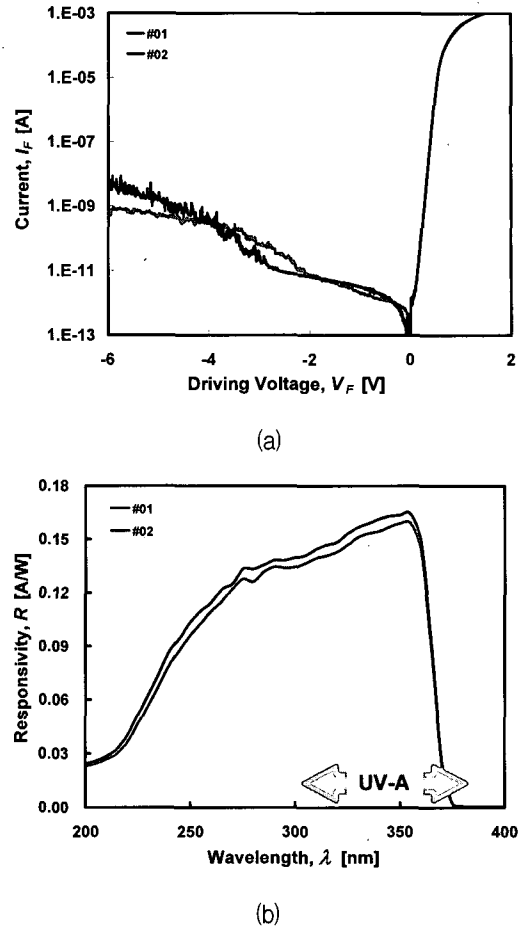 1.E-03
1.E-05
1.E-07
1.E-09
1.E-11
1.E-13
Current, I_F [A]
#01
#02
-6 -4 -2 0 2
Driving Voltage, V_F [V]
(a)
0.18
0.15
0.12
0.09
0.06
0.03
0.00
Responsivity, R [A/W]
#01
#02
UV-A
200 250 300 350 400
Wavelength, λ [nm]
(b)